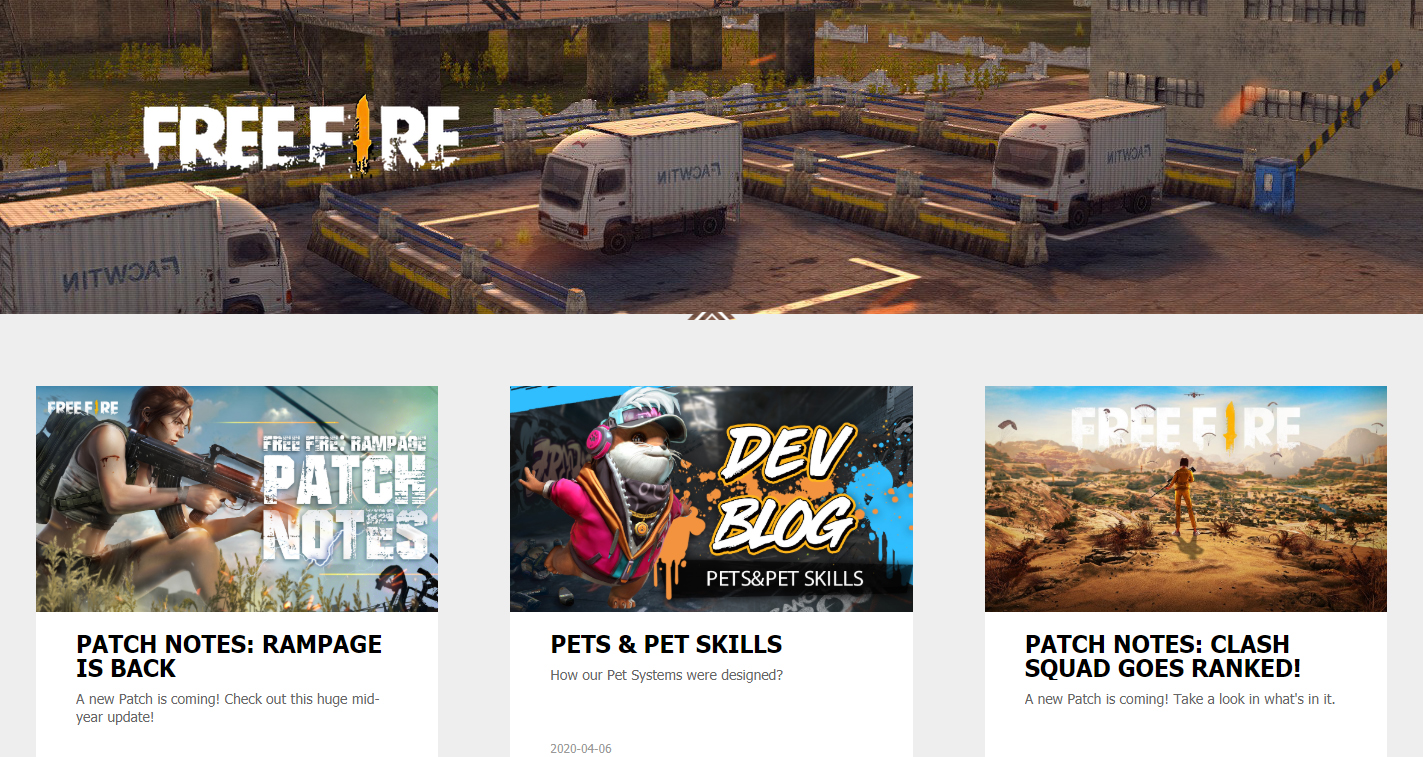 FREE FIRE
FACWTIN
FACWTIN
FACWTIN
FREE FIRE
FREE FIRE: RAMPAGE
PATCH
NOTES
DEV
BLOG
PETS&PET SKILLS
FREE FIRE
PATCH NOTES: RAMPAGE
IS BACK
A new Patch is coming! Check out this huge mid-
year update!
PETS & PET SKILLS
How our Pet Systems were designed?
2020-04-06
PATCH NOTES: CLASH
SQUAD GOES RANKED!
A new Patch is coming! Take a look in what's in it.